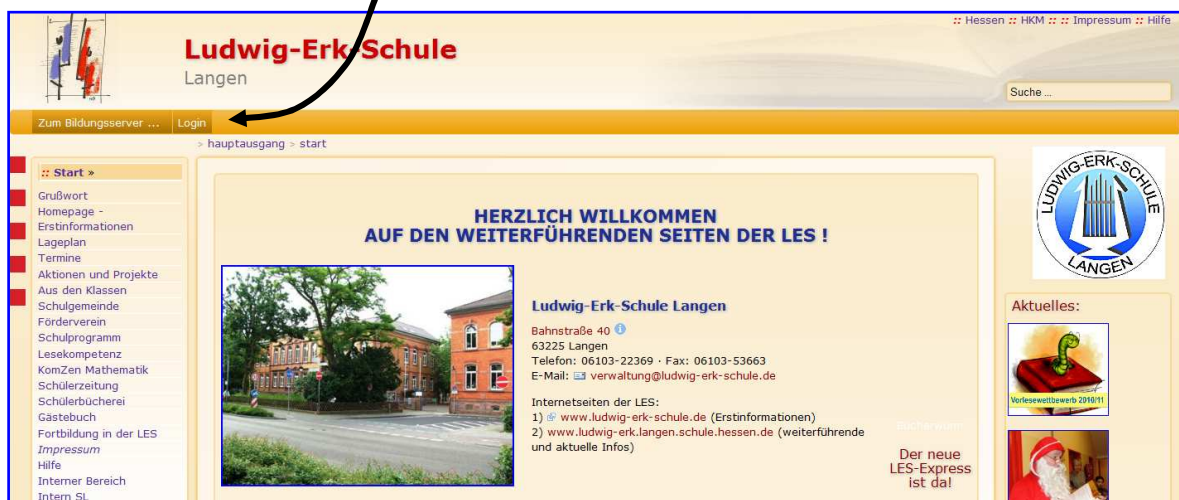 :: Hessen :: HKM :: :: Impressum :: Hilfe
Ludwig-Erk-Schule
Langen
Suche ...
Zum Bildungsserver ... Login
> hauptausgang > start
:: Start »
Grußwort
Homepage -
Erstinformationen
Lageplan
Termine
Aktionen und Projekte
Aus den Klassen
Schulgemeinde
Förderverein
Schulprogramm
Lesekompetenz
KomZen Mathematik
Schülerzeitung
Schülerbücherei
Gästebuch
Fortbildung in der LES
Impressum
Hilfe
Interner Bereich
Intern SL
HERZLICH WILLKOMMEN
AUF DEN WEITERFÜHRENDEN SEITEN DER LES !
Ludwig-Erk-Schule Langen
Bahnstraße 40
63225 Langen
Telefon: 06103-22369 · Fax: 06103-53663
E-Mail: verwaltung@ludwig-erk-schule.de
Internetseiten der LES:
1) www.ludwig-erk-schule.de (Erstinformationen)
2) www.ludwig-erk.langen.schule.hessen.de (weiterführende
und aktuelle Infos)
Der neue
LES-Express
ist da!
LUDWIG-ERK-SCHULE
LANGEN
Aktuelles:
Vorlesewettbewerb 2010/11